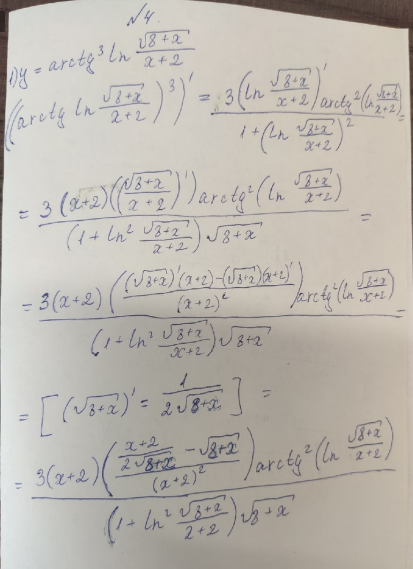 №4.
1) y = arctg³ ln √(8+x)/(x+2)
((arctg ln √(8+x)/(x+2))³)' = 3(ln √(8+x)/(x+2))' arctg²(ln √(8+x)/(x+2)) / (1+(ln √(8+x)/(x+2))²) =
= 3(x+2)((√(8+x)/(x+2))') arctg²(ln √(8+x)/(x+2)) / ((1+ln² √(8+x)/(x+2))√(8+x)) =
= 3(x+2)(((√(8+x))'(x+2)-(√(8+x))(x+2)')/(x+2)²) arctg²(ln √(8+x)/(x+2)) / ((1+ln² √(8+x)/(x+2))√(8+x)) =
= [(√(8+x))' = 1/(2√(8+x))] =
= 3(x+2)(((x+2)/(2√(8+x)) - √(8+x))/(x+2)²) arctg²(ln √(8+x)/(x+2)) / ((1+ln² √(8+x)/(2+2))√(8+x))